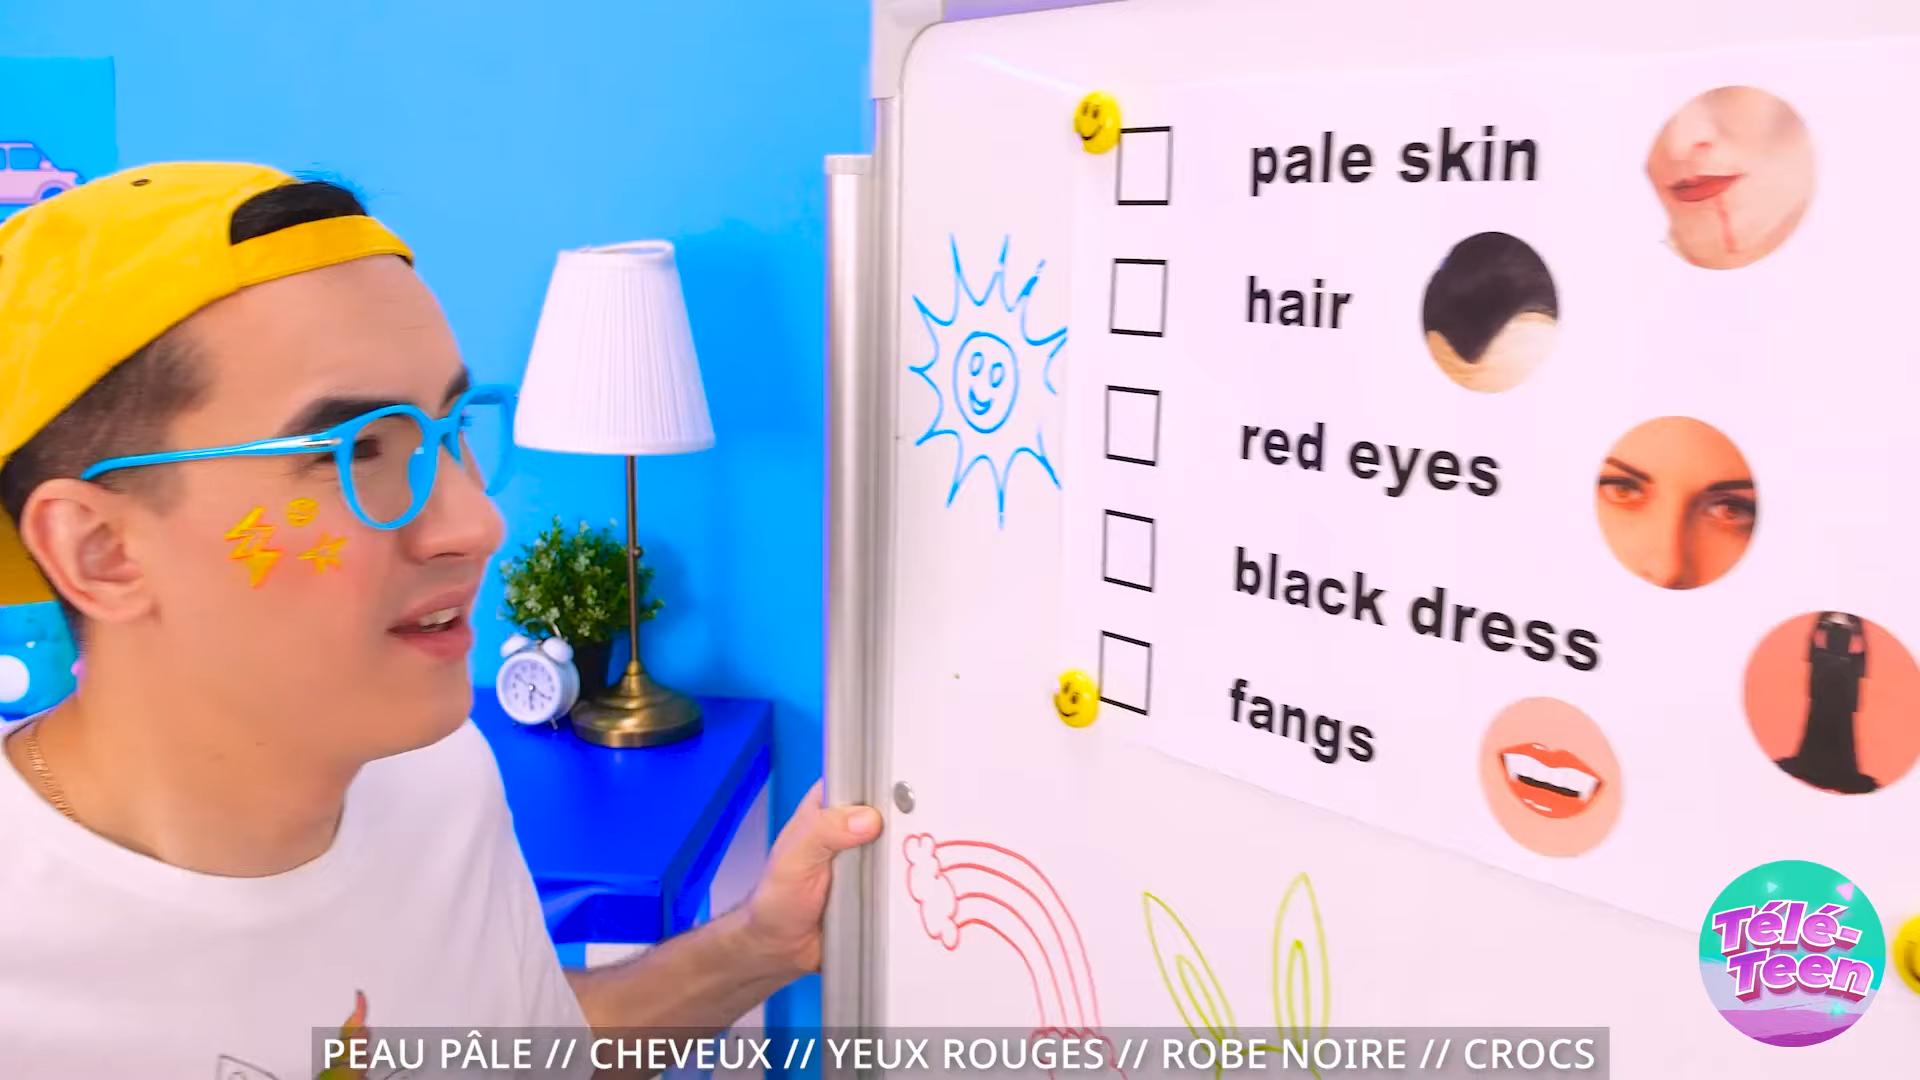 pale skin
hair
red eyes
black dress
fangs
Télé-
Teen
PEAU PÂLE // CHEVEUX // YEUX ROUGES // ROBE NOIRE // CROCS